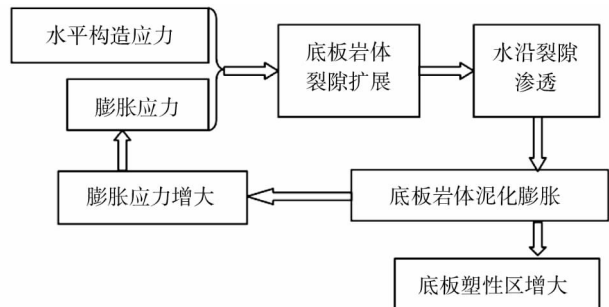 水平构造应力
膨胀应力
底板岩体
裂隙扩展
水沿裂隙
渗透
底板岩体泥化膨胀
膨胀应力增大
底板塑性区增大